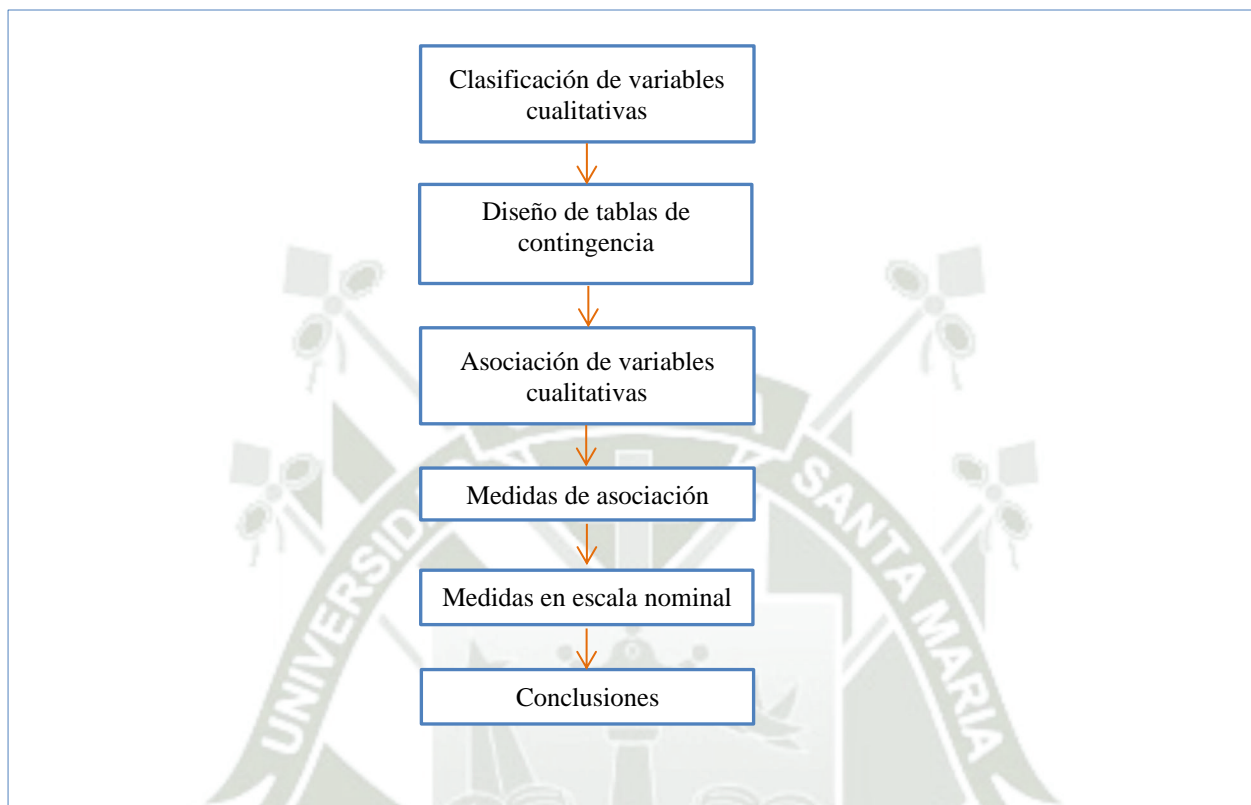 Clasificación de variables
cualitativas
Diseño de tablas de
contingencia
Asociación de variables
cualitativas
Medidas de asociación
Medidas en escala nominal
Conclusiones
UNIVERSIDAD
SANTA MARIA